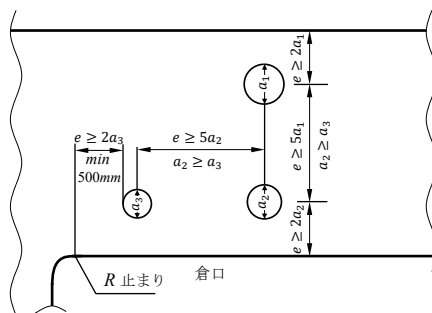 e ≥ 2a₁
a₁
e ≥ 2a₃
min
500mm
e ≥ 5a₂
a₂ ≥ a₃
e ≥ 5a₁
a₂ ≥ a₃
a₃
a₂
e ≥ 2a₂
R 止まり
倉口